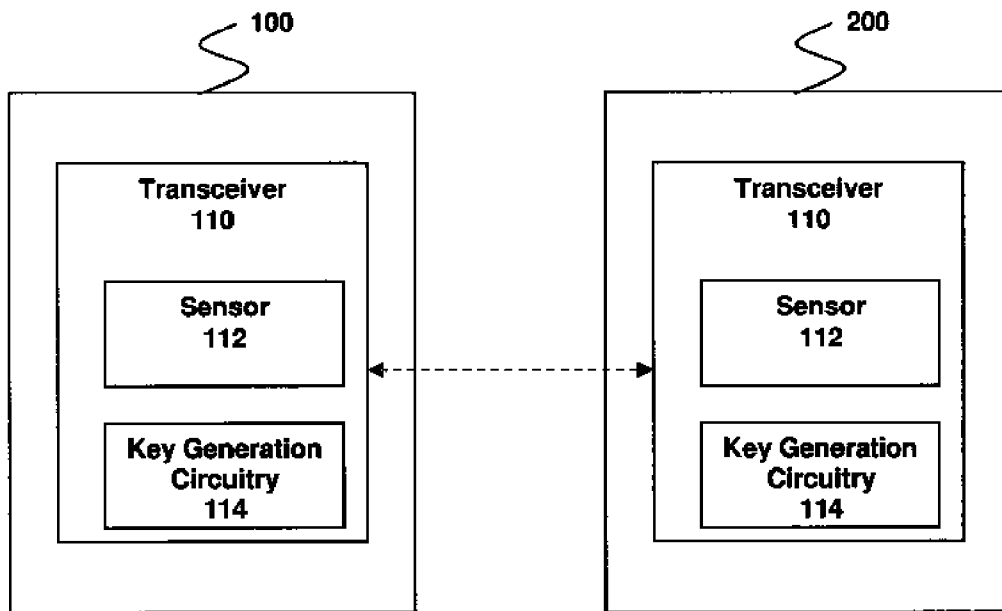 100
200
Transceiver
110
Sensor
112
Key Generation
Circuitry
114
Transceiver
110
Sensor
112
Key Generation
Circuitry
114